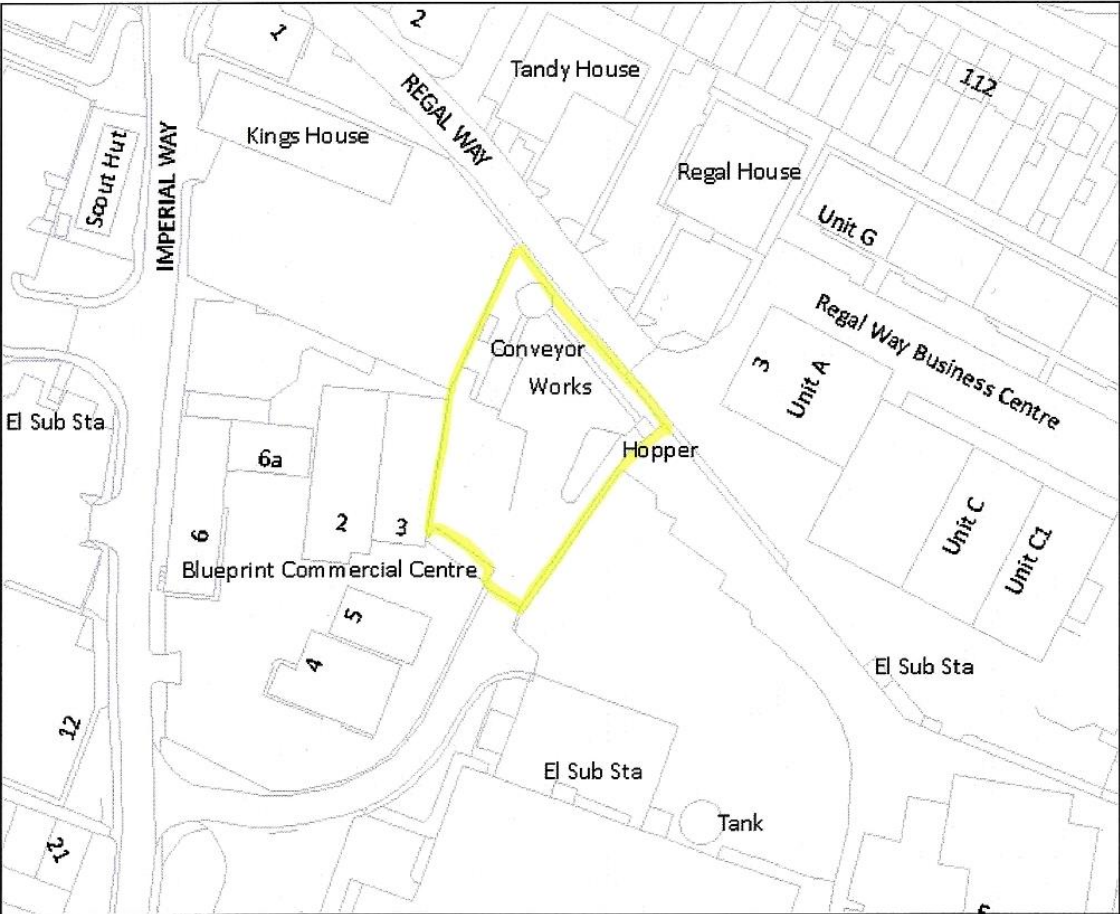 1
2
Tandy House
112
REGAL WAY
Kings House
Scout Hut
IMPERIAL WAY
Regal House
Unit G
Regal Way Business Centre
Conveyor
Works
3
Unit A
El Sub Sta
Hopper
6a
6
2
3
Unit C
Unit C1
Blueprint Commercial Centre
5
4
El Sub Sta
12
El Sub Sta
Tank
21